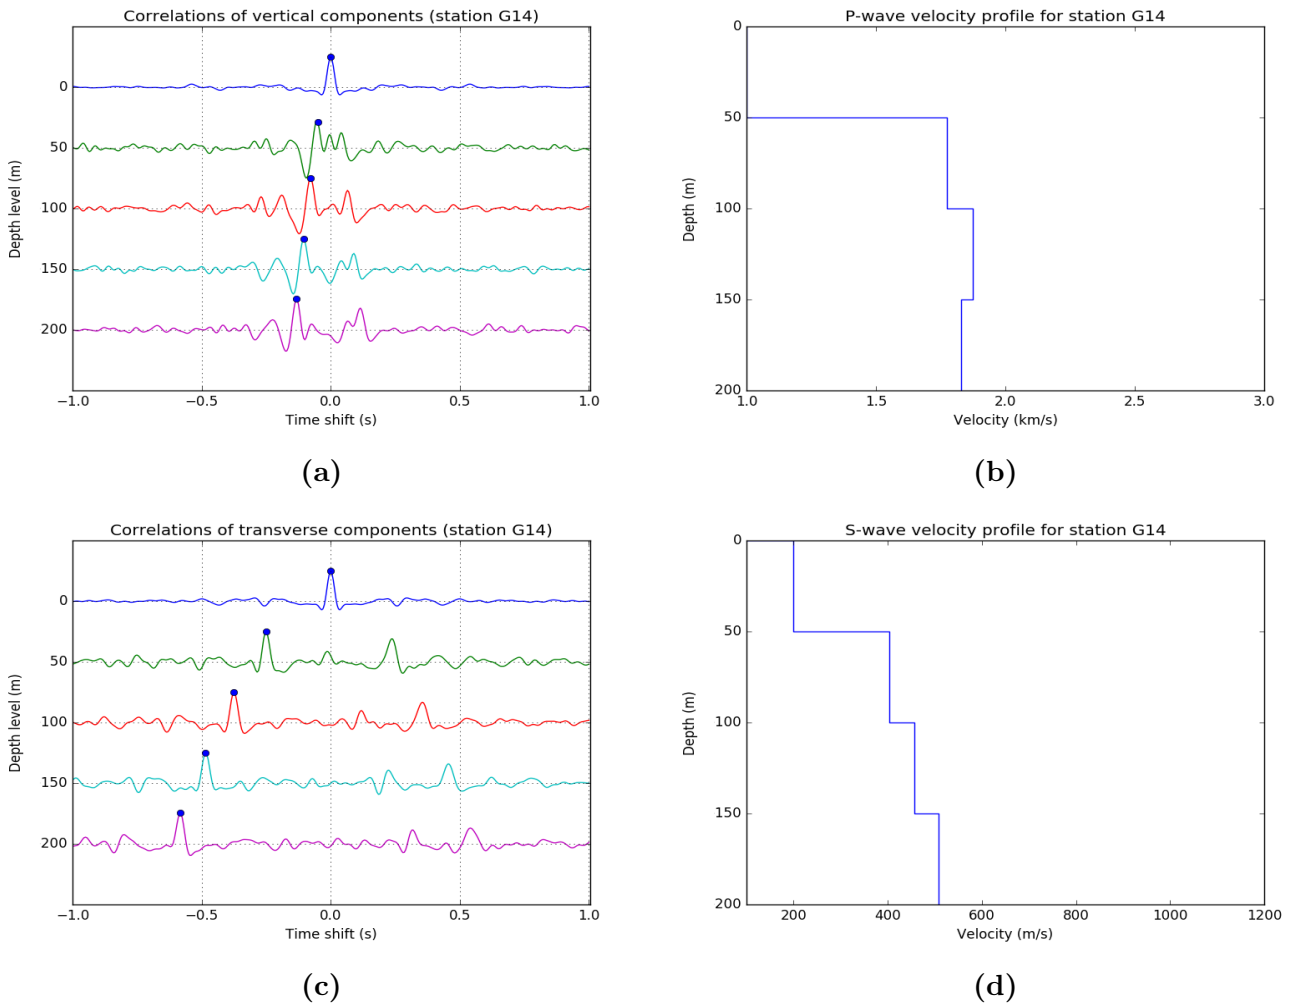 Correlations of vertical components (station G14)
0
50
100
150
200
Depth level (m)
−1.0 −0.5 0.0 0.5 1.0
Time shift (s)
(a)
P-wave velocity profile for station G14
0
50
100
150
200
Depth (m)
1.0 1.5 2.0 2.5 3.0
Velocity (km/s)
(b)
Correlations of transverse components (station G14)
0
50
100
150
200
Depth level (m)
−1.0 −0.5 0.0 0.5 1.0
Time shift (s)
(c)
S-wave velocity profile for station G14
0
50
100
150
200
Depth (m)
200 400 600 800 1000 1200
Velocity (m/s)
(d)